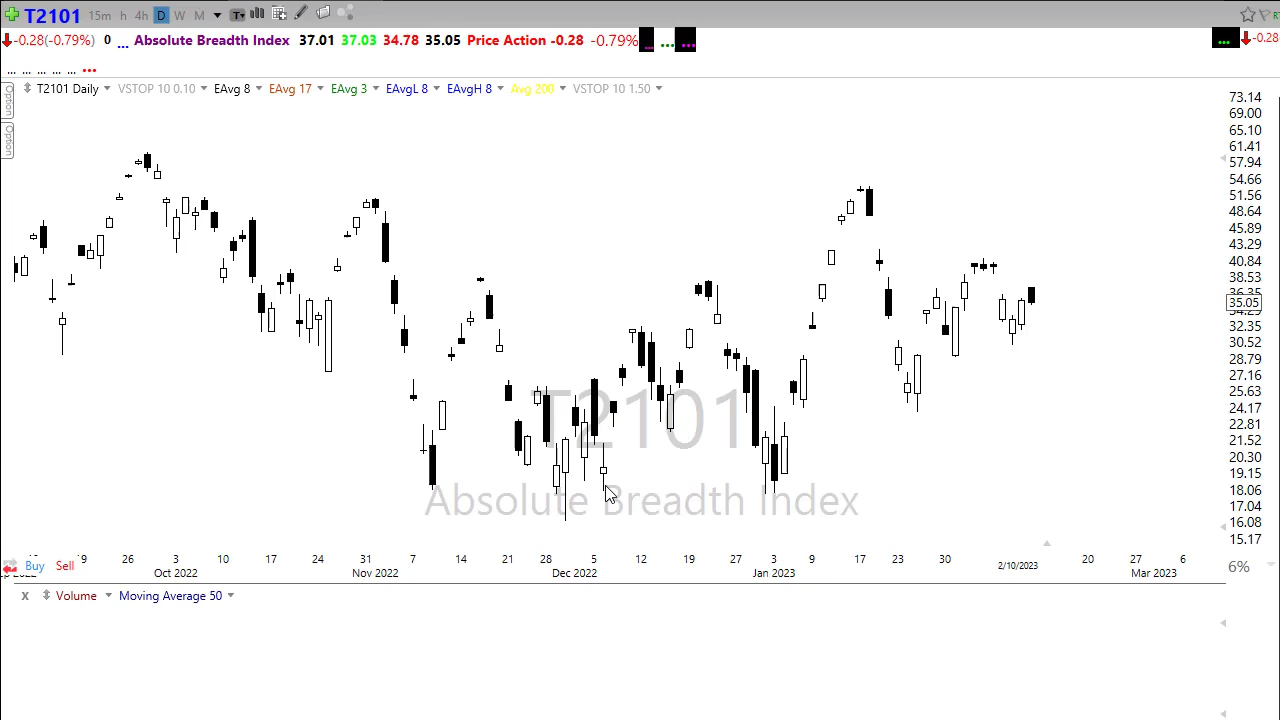 T2101 15m h 4h D W M T
-0.28(-0.79%) 0 ... Absolute Breadth Index 37.01 37.03 34.78 35.05 Price Action -0.28 -0.79% ... ... ... ... -0.28
... ... ... ... ... ...
T2101 Daily VSTOP 10 0.10 EAvg 8 EAvg 17 EAvg 3 EAvgL 8 EAvgH 8 Avg 200 VSTOP 10 1.50
Option
Option
73.14
69.00
65.10
61.41
57.94
54.66
51.56
48.64
45.89
43.29
40.84
38.53
36.35
35.05
34.29
32.35
30.52
28.79
27.16
25.63
24.17
22.81
21.52
20.30
19.15
18.06
17.04
16.08
15.17
T2101
Absolute Breadth Index
19 26 3 10 17 24 31 7 14 21 28 5 12 19 27 3 9 17 23 30 20 27 6
Buy Sell
2022 Oct 2022 Nov 2022 Dec 2022 Jan 2023 2/10/2023 Mar 2023
6%
x Volume Moving Average 50